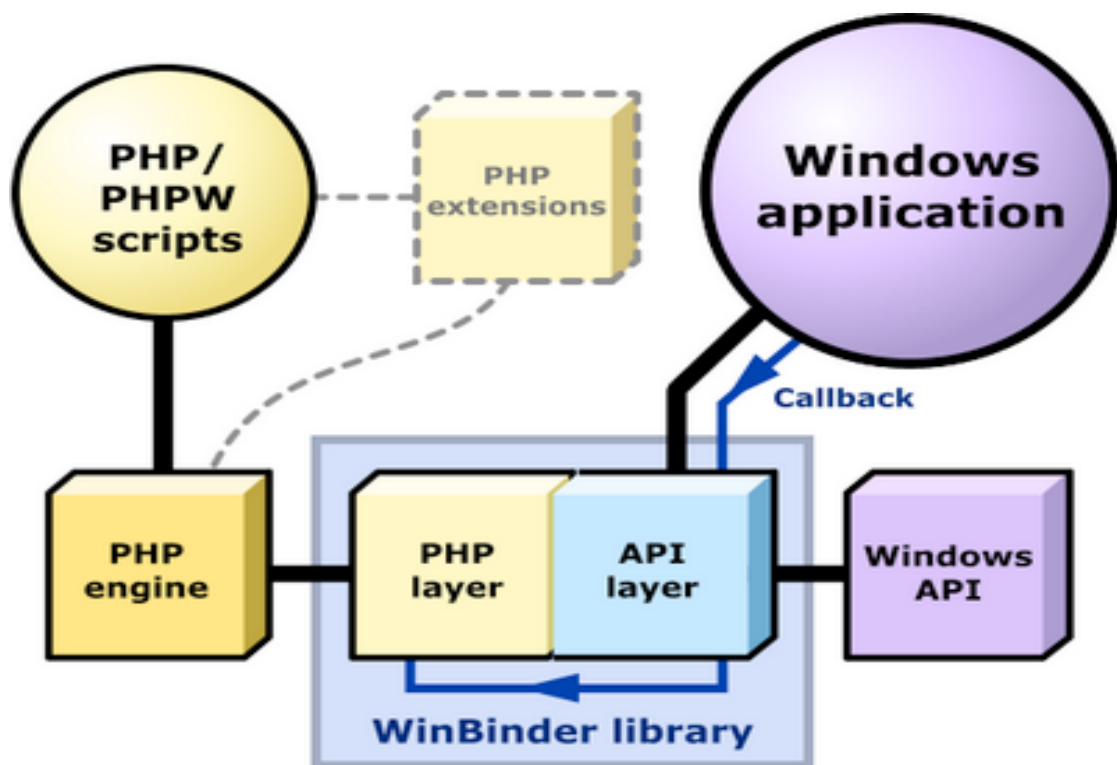 PHP/
PHPW
scripts
PHP
extensions
Windows
application
Callback
PHP
engine
PHP
layer
API
layer
Windows
API
WinBinder library